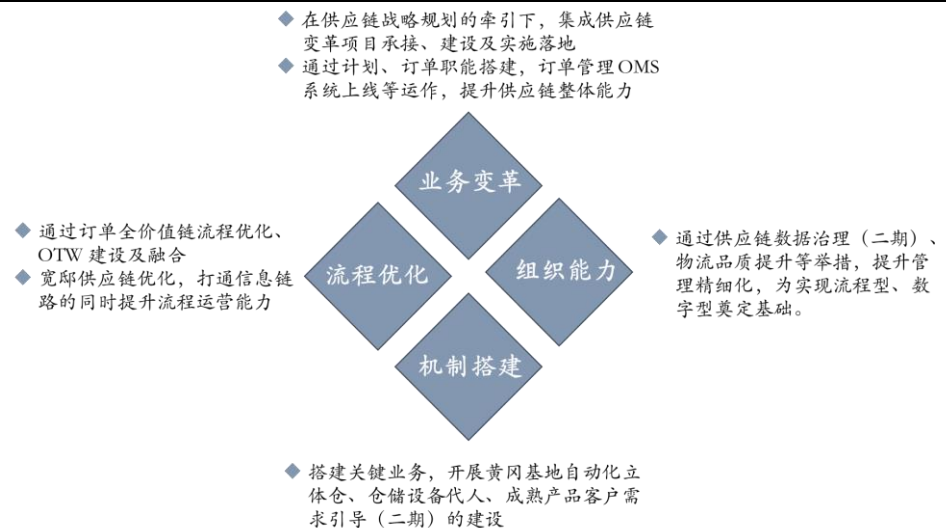 ◆ 在供应链战略规划的牵引下，集成供应链
变革项目承接、建设及实施落地
◆ 通过计划、订单职能搭建，订单管理OMS
系统上线等运作，提升供应链整体能力
业务变革
◆ 通过订单全价值链流程优化、
OTW 建设及融合
◆ 宽邸供应链优化，打通信息链
路的同时提升流程运营能力
流程优化
组织能力
◆ 通过供应链数据治理（二期）、
物流品质提升等举措，提升管
理精细化，为实现流程型、数
字型奠定基础。
机制搭建
◆ 搭建关键业务，开展黄冈基地自动化立
体仓、仓储设备代人、成熟产品客户需
求引导（二期）的建设